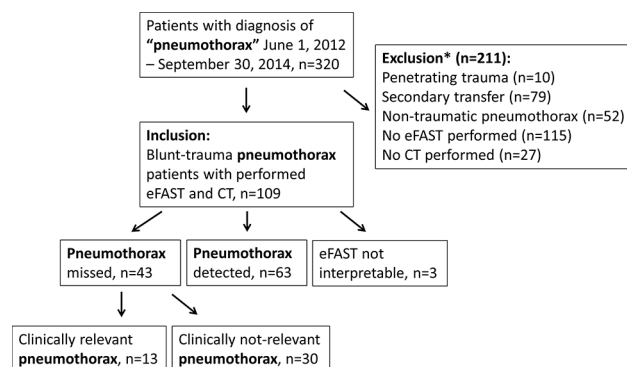 Patients with diagnosis of
“pneumothorax” June 1, 2012
– September 30, 2014, n=320
Exclusion* (n=211):
Penetrating trauma (n=10)
Secondary transfer (n=79)
Non-traumatic pneumothorax (n=52)
No eFAST performed (n=115)
No CT performed (n=27)
Inclusion:
Blunt-trauma pneumothorax
patients with performed
eFAST and CT, n=109
Pneumothorax
missed, n=43
Pneumothorax
detected, n=63
eFAST not
interpretable, n=3
Clinically relevant
pneumothorax, n=13
Clinically not-relevant
pneumothorax, n=30